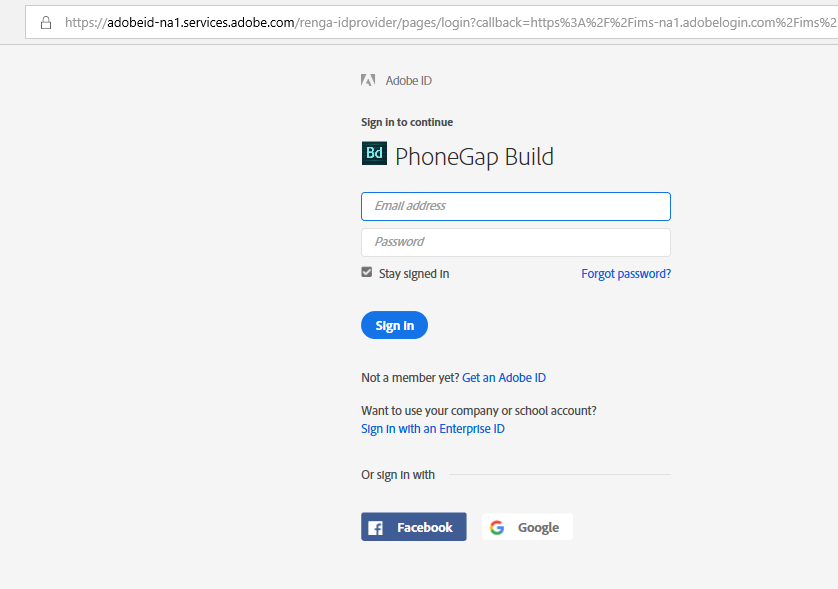 https://adobeid-na1.services.adobe.com/renga-idprovider/pages/login?callback=https%3A%2F%2Fims-na1.adobelogin.com%2Fims%2
Adobe ID
Sign in to continue
Bd PhoneGap Build
Email address
Password
Stay signed in Forgot password?
Sign in
Not a member yet? Get an Adobe ID
Want to use your company or school account?
Sign in with an Enterprise ID
Or sign in with
Facebook Google